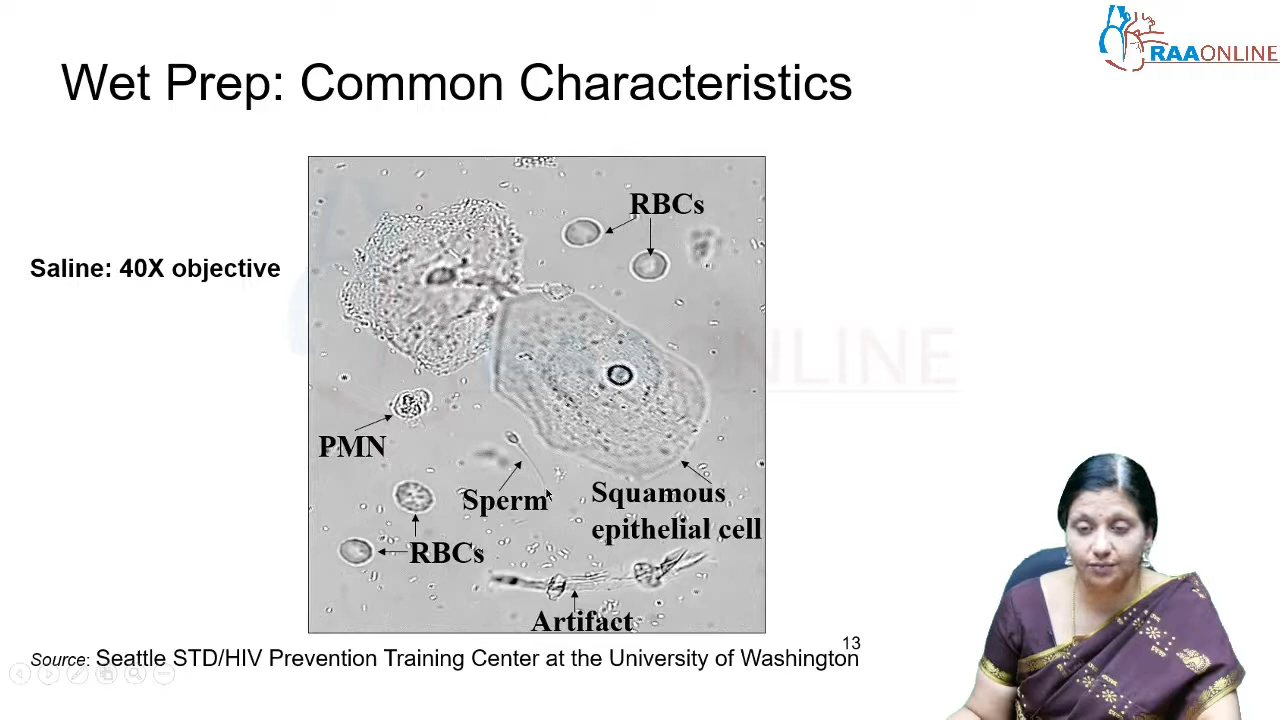 RAAONLINE
Wet Prep: Common Characteristics
RBCs
Saline: 40X objective
ONLINE
PMN
Sperm
Squamous
epithelial cell
RBCs
Artifact
13
Source: Seattle STD/HIV Prevention Training Center at the University of Washington